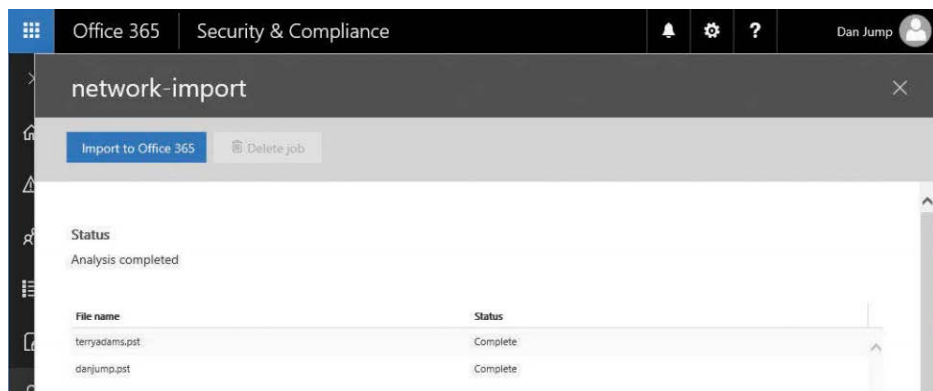 Office 365 Security & Compliance ? Dan Jump
network-import
Import to Office 365 Delete job
Status
Analysis completed
File name Status
terryadams.pst Complete
danjump.pst Complete